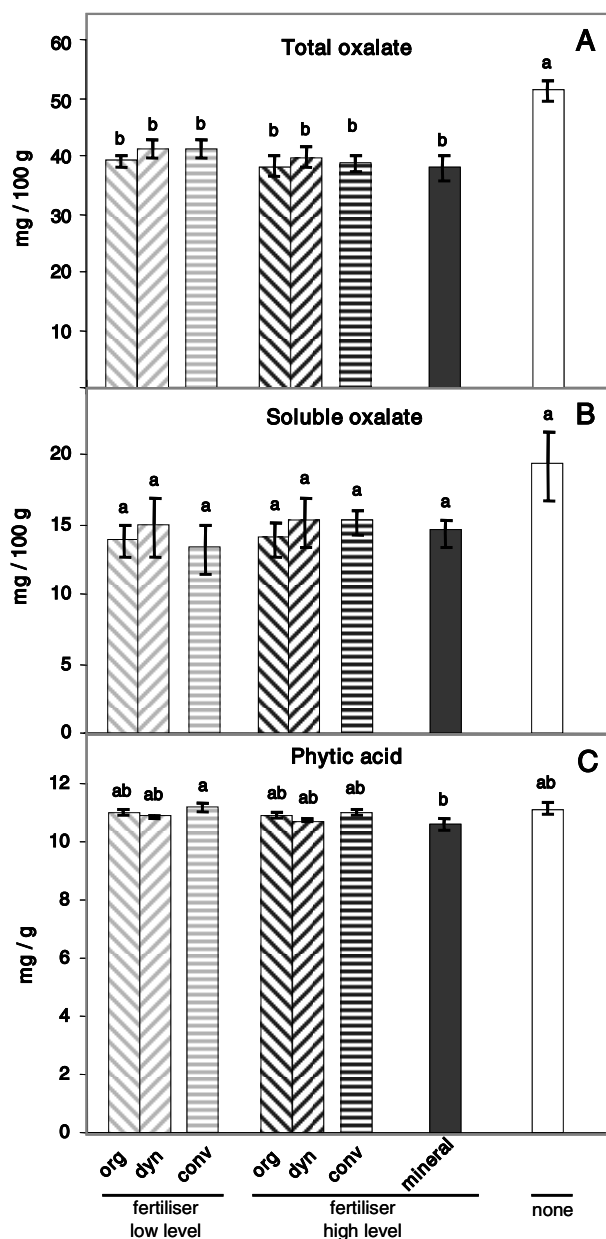 Total oxalate
A
60
50
40
30
20
10
mg / 100 g
b b b b b b b a
Soluble oxalate
B
20
15
10
5
0
mg / 100 g
a a a a a a a a
Phytic acid
C
12
10
8
6
4
2
0
mg / g
ab ab a ab ab ab b ab
org dyn conv org dyn conv mineral
fertiliser fertiliser none
low level high level